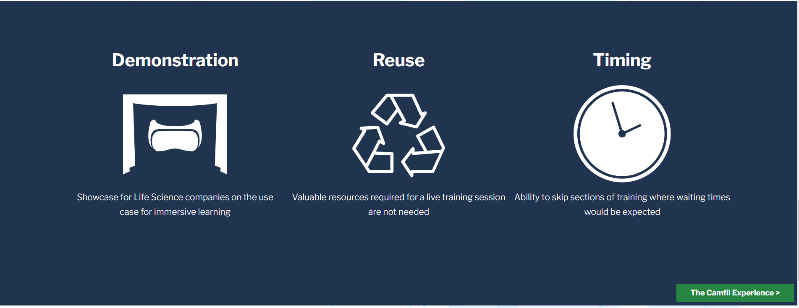 Demonstration
Showcase for Life Science companies on the use
case for immersive learning
Reuse
Valuable resources required for a live training session
are not needed
Timing
Ability to skip sections of training where waiting times
would be expected
The Camfil Experience >